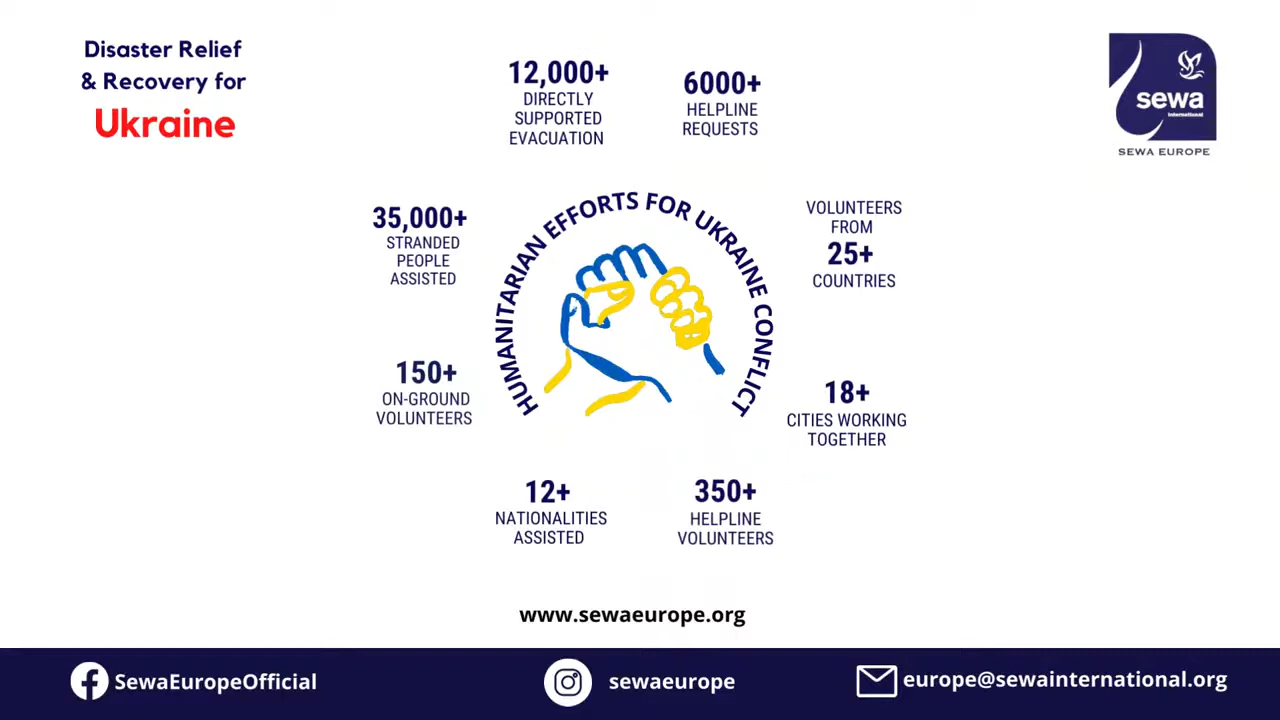 Disaster Relief
& Recovery for
Ukraine
12,000+
DIRECTLY
SUPPORTED
EVACUATION
6000+
HELPLINE
REQUESTS
sewa
International
SEWA EUROPE
35,000+
STRANDED
PEOPLE
ASSISTED
HUMANITARIAN EFFORTS FOR UKRAINE CONFLICT
VOLUNTEERS
FROM
25+
COUNTRIES
150+
ON-GROUND
VOLUNTEERS
18+
CITIES WORKING
TOGETHER
12+
NATIONALITIES
ASSISTED
350+
HELPLINE
VOLUNTEERS
www.sewaeurope.org
SewaEuropeOfficial
sewaeurope
europe@sewainternational.org